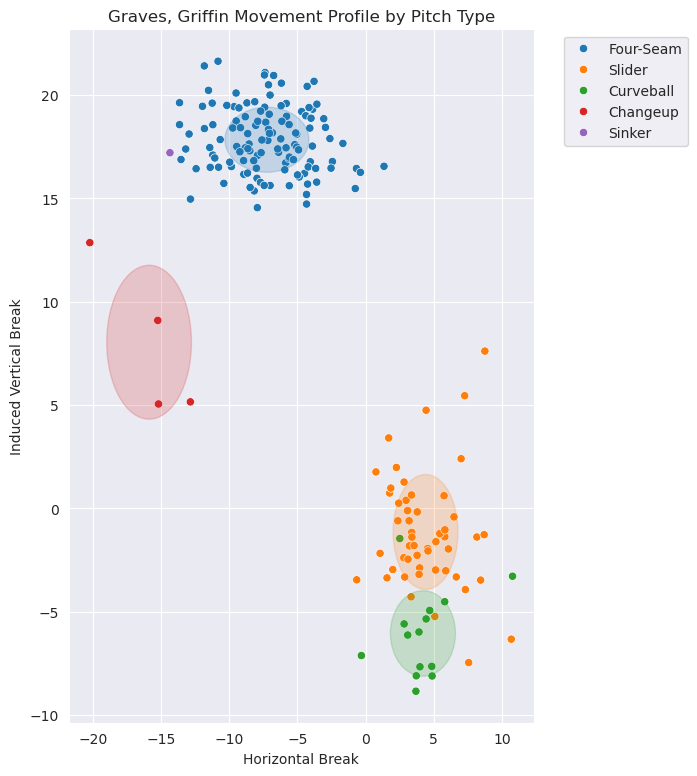 Graves, Griffin Movement Profile by Pitch Type
Four-Seam
Slider
Curveball
Changeup
Sinker
Induced Vertical Break
20
15
10
5
0
−5
−10
−20
−15
−10
−5
0
5
10
Horizontal Break